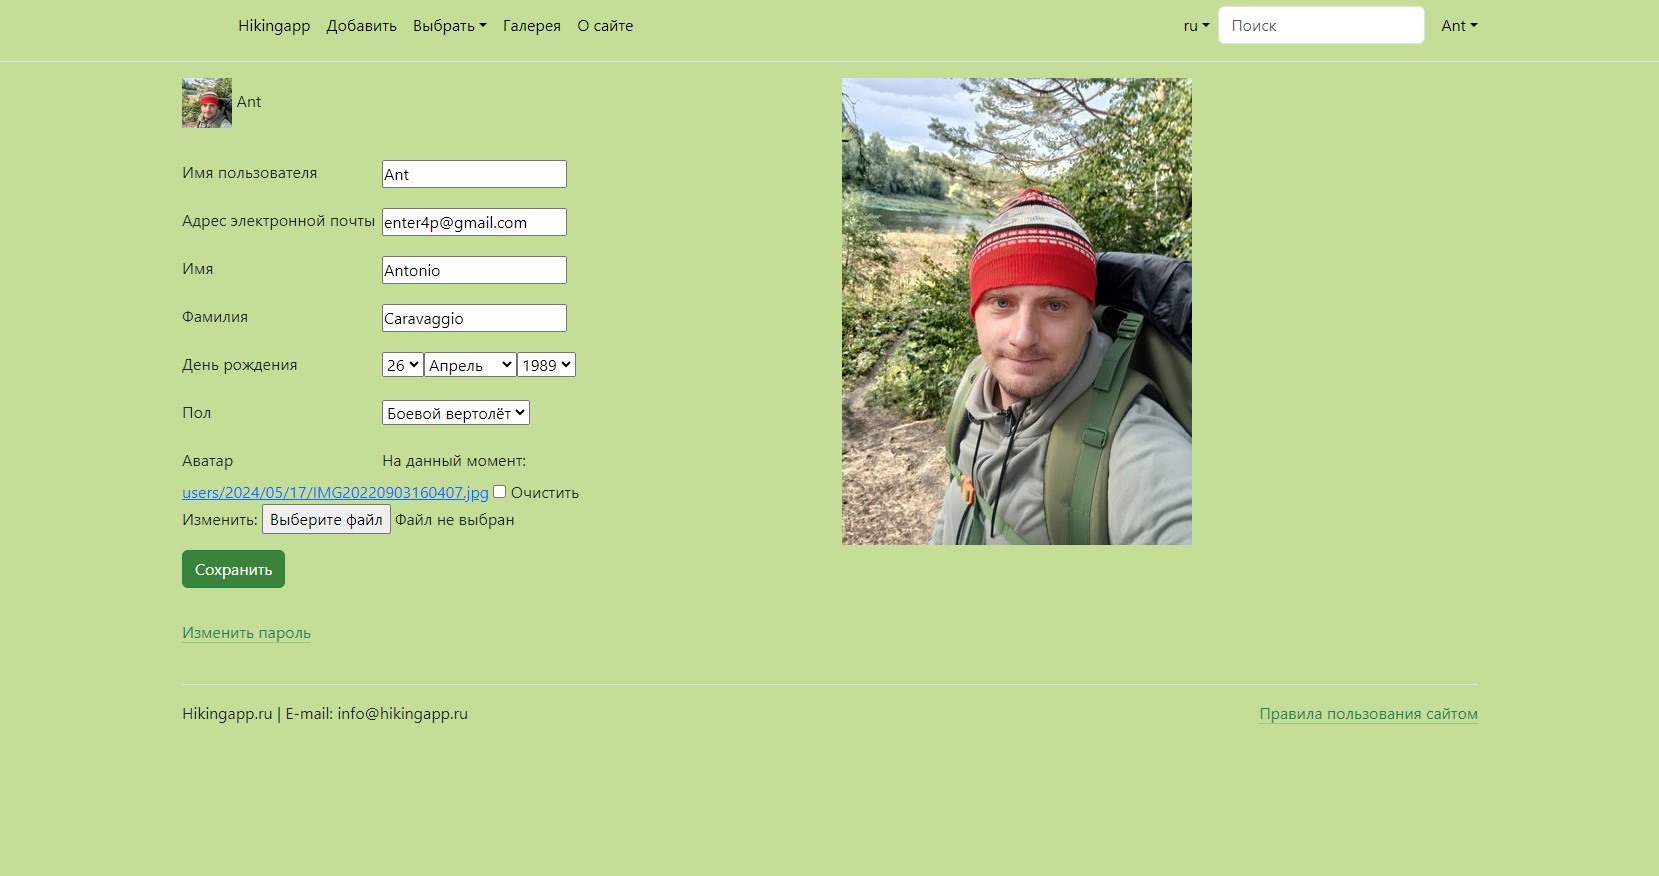 Hikingapp Добавить Выбрать Галерея О сайте ru Поиск Ant
Ant
Имя пользователя Ant
Адрес электронной почты enter4p@gmail.com
Имя Antonio
Фамилия Caravaggio
День рождения 26 Апрель 1989
Пол Боевой вертолёт
Аватар На данный момент:
users/2024/05/17/IMG20220903160407.jpg Очистить
Изменить: Выберите файл Файл не выбран
Сохранить
Изменить пароль
Hikingapp.ru | E-mail: info@hikingapp.ru Правила пользования сайтом